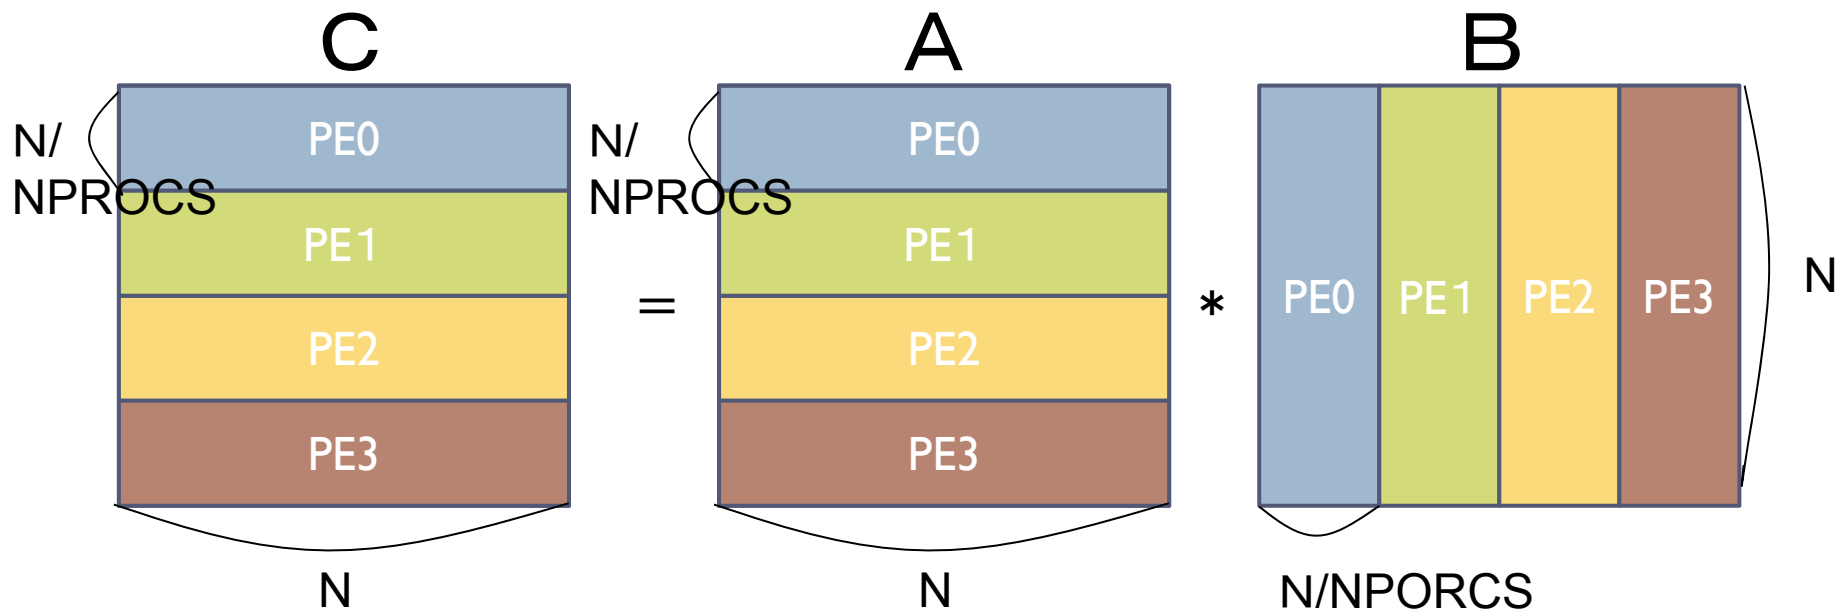 C
A
B
N/
NPROCS
PE0
PE1
PE2
PE3
N
=
N/
NPROCS
PE0
PE1
PE2
PE3
N
*
PE0 PE1 PE2 PE3
N
N/NPORCS